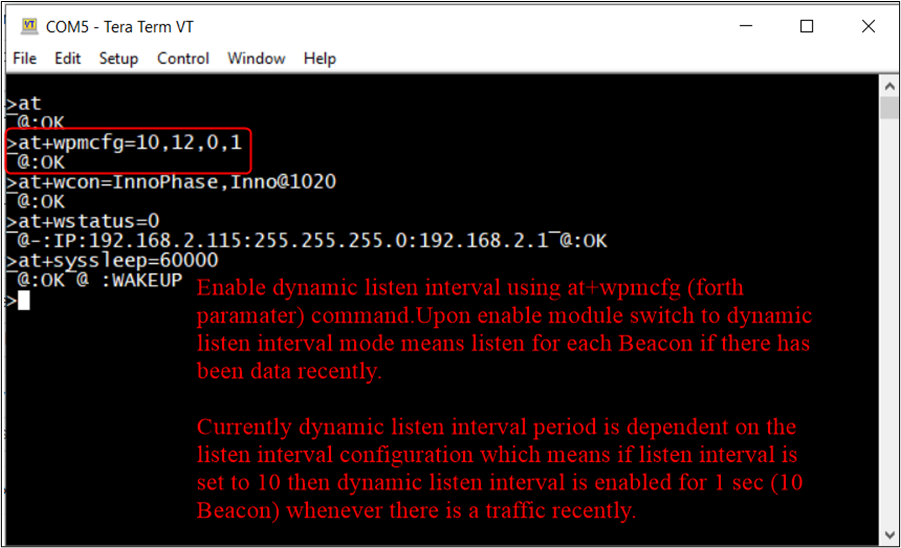 VT
COM5 - Tera Term VT
File Edit Setup Control Window Help
>at
@:OK
>at+wpmcfg=10,12,0,1
@:OK
>at+wcon=InnoPhase,Inno@1020
@:OK
>at+wstatus=0
@-:IP:192.168.2.115:255.255.255.0:192.168.2.1 @:OK
>at+syssleep=60000
@:OK @ :WAKEUP
>
Enable dynamic listen interval using at+wpmcfg (forth
paramater) command.Upon enable module switch to dynamic
listen interval mode means listen for each Beacon if there has
been data recently.
Currently dynamic listen interval period is dependent on the
listen interval configuration which means if listen interval is
set to 10 then dynamic listen interval is enabled for 1 sec (10
Beacon) whenever there is a traffic recently.